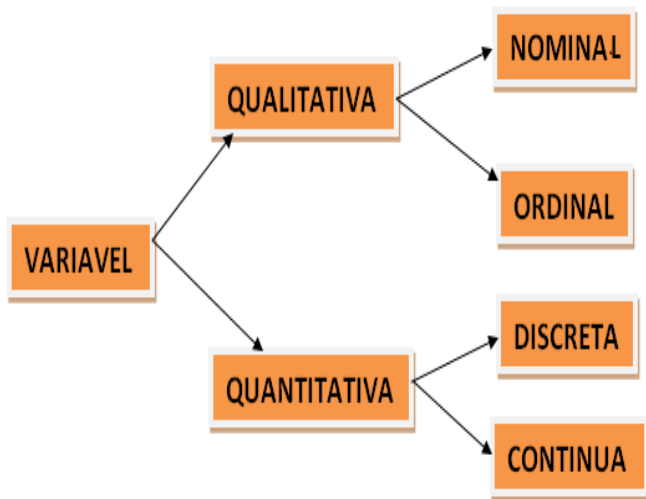 NOMINAL
QUALITATIVA
ORDINAL
VARIAVEL
DISCRETA
QUANTITATIVA
CONTINUA